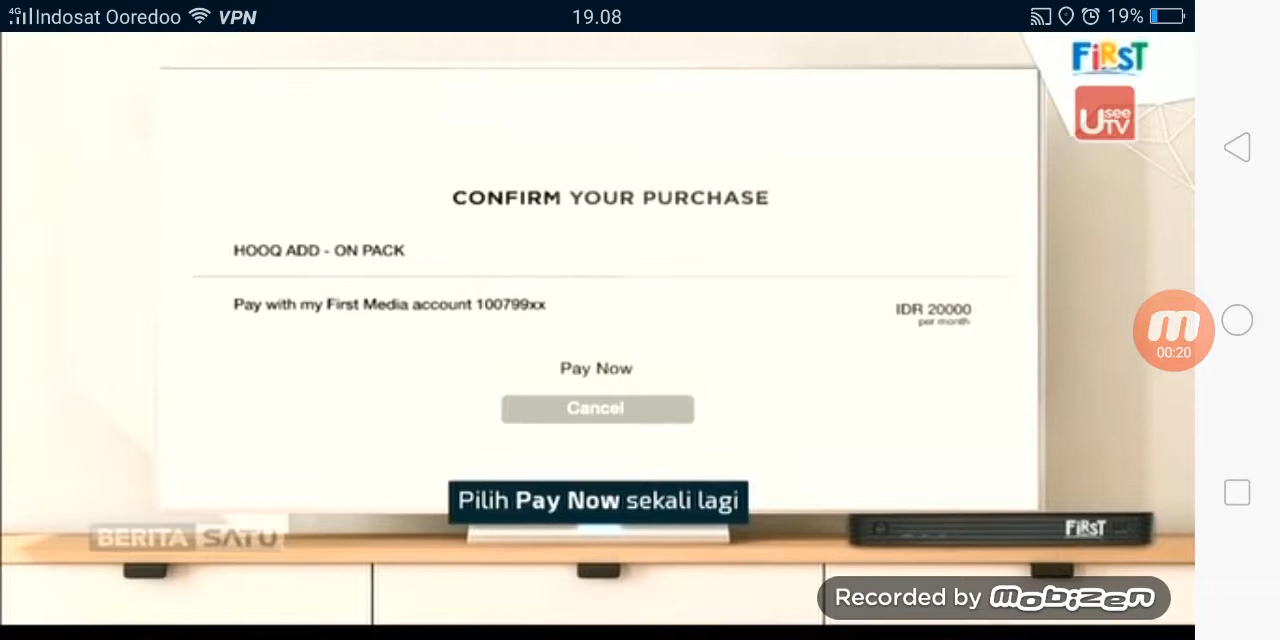 4G Indosat Ooredoo VPN
19.08
19%
FiRST
UseeTV
CONFIRM YOUR PURCHASE
HOOQ ADD - ON PACK
Pay with my First Media account 100799xx
IDR 20000
per month
Pay Now
Cancel
00:20
Pilih Pay Now sekali lagi
BERITA SATU
FiRST
Recorded by mobizen